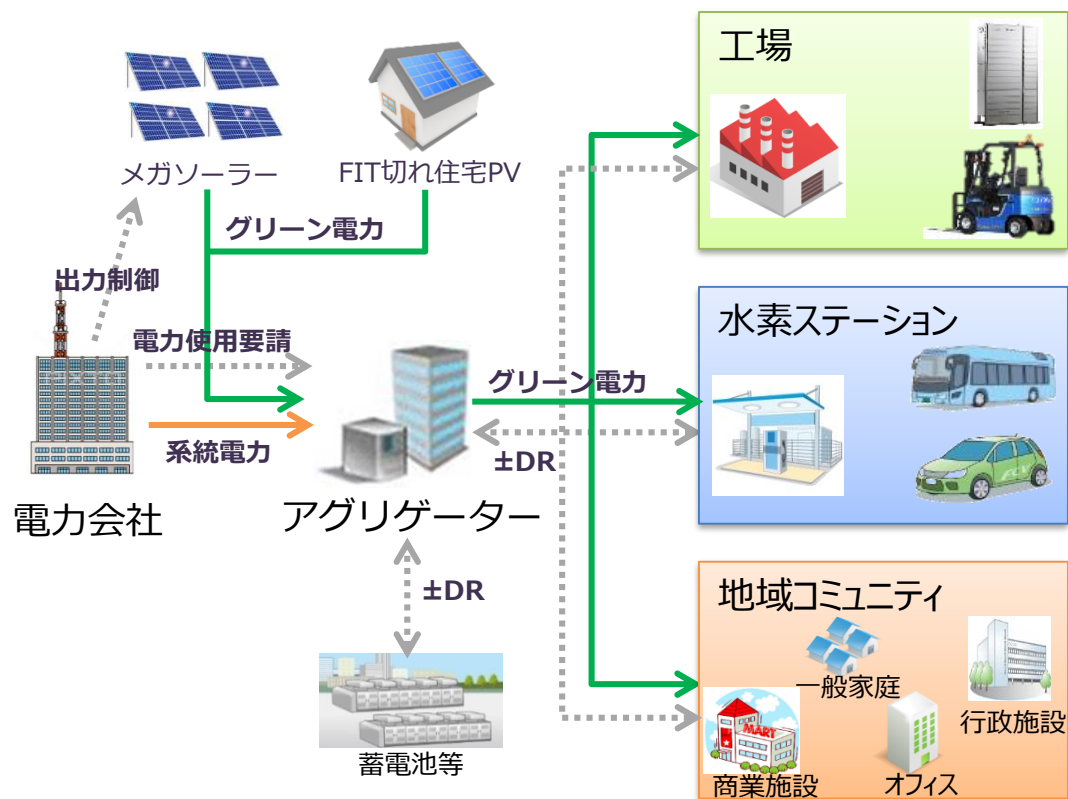 メガソーラー
FIT切れ住宅PV
グリーン電力
出力制御
電力使用要請
系統電力
電力会社
アグリゲーター
グリーン電力
±DR
±DR
蓄電池等
工場
水素ステーション
地域コミュニティ
一般家庭
行政施設
MART
商業施設
オフィス